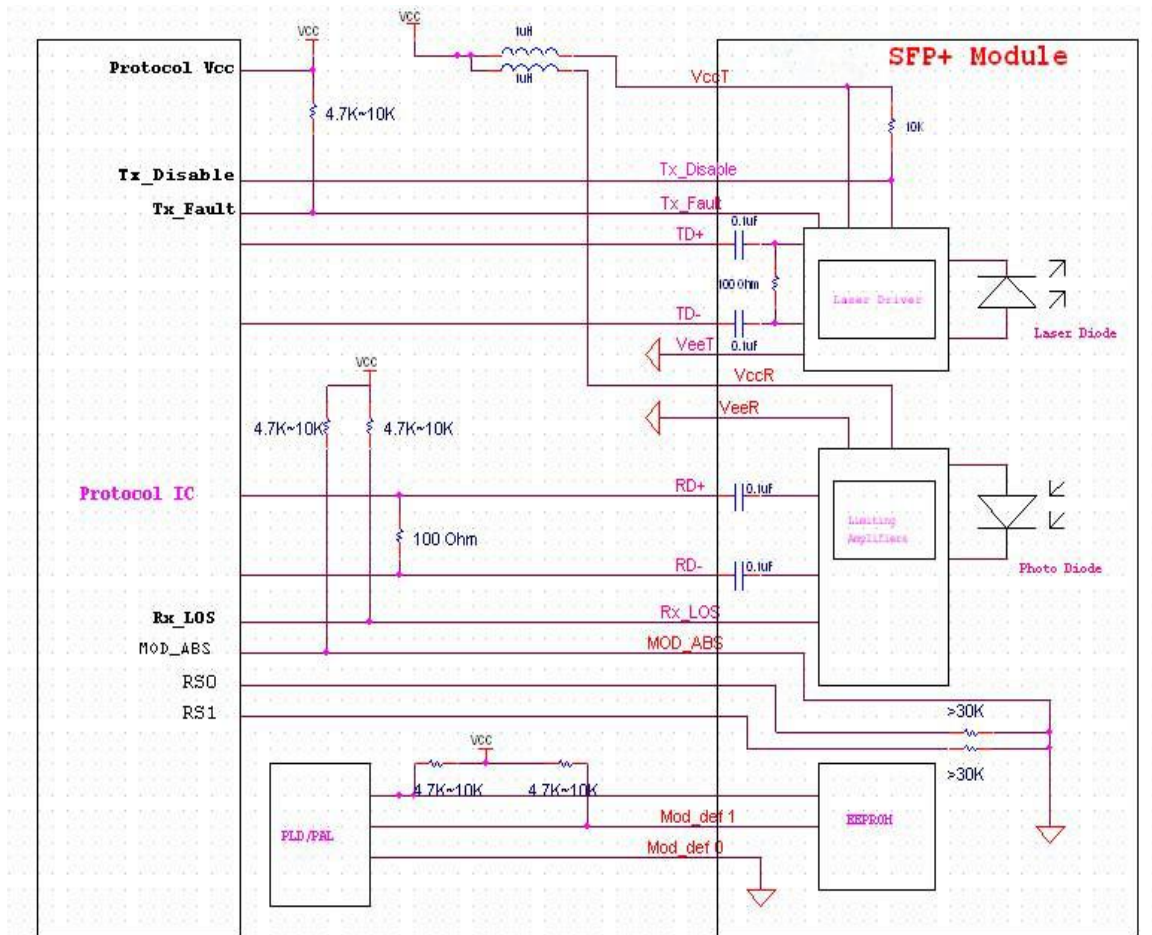 VCC
VCC
1uH
SFP+ Module
Protocol Vcc
1uH
VccT
4.7K~10K
10K
Tx_Disable
Tx_Disable
Tx_Fault
Tx_Fault
0.1uf
TD+
100 Ohm
Laser Driver
TD-
Laser Diode
VeeT
0.1uf
VCC
VccR
VeeR
4.7K~10K
4.7K~10K
Protocol IC
RD+
0.1uf
Limiting
Amplifiers
100 Ohm
RD-
0.1uf
Photo Diode
Rx_LOS
Rx_LOS
MOD_ABS
MOD_ABS
RS0
RS1
>30K
VCC
>30K
4.7K~10K
4.7K~10K
PLD/PAL
Mod_def 1
EEPROM
Mod_def 0